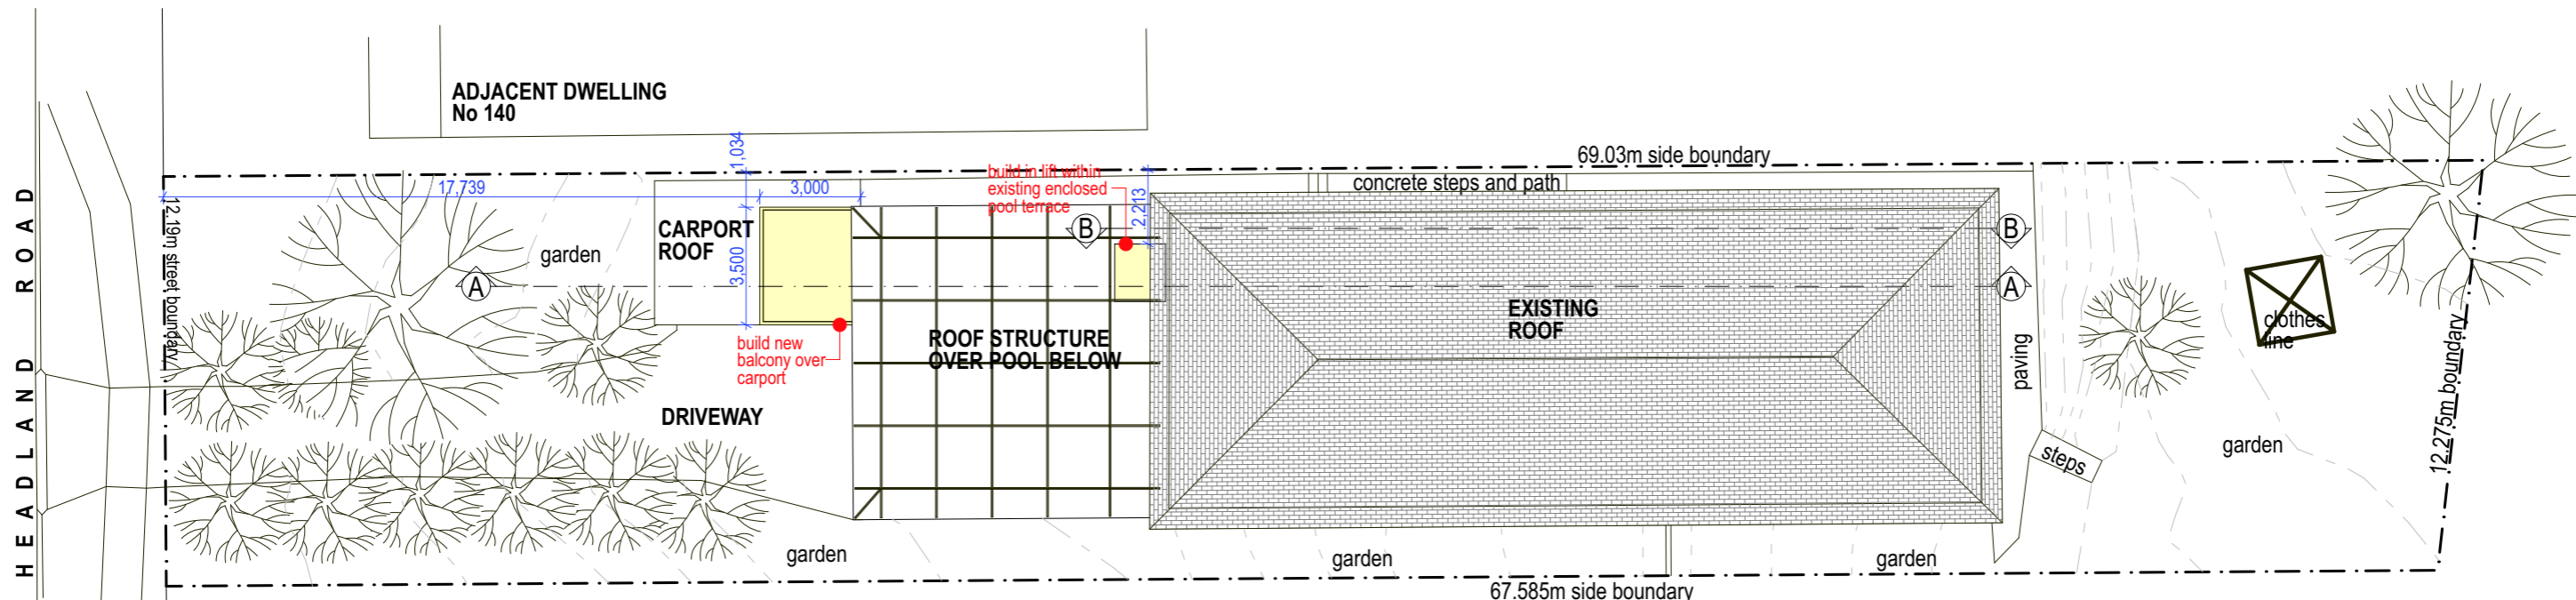 HEADLAND ROAD
ADJACENT DWELLING
No 140
12.19m street boundary
17,739
1,034
3,000
3,500
garden
CARPORT
ROOF
A
build new
balcony over
carport
DRIVEWAY
build in lift within
existing enclosed
pool terrace
2,213
B
ROOF STRUCTURE
OVER POOL BELOW
69.03m side boundary
concrete steps and path
EXISTING
ROOF
B
A
paving
steps
clothes
line
garden
12.275m boundary
garden
garden
garden
67.585m side boundary